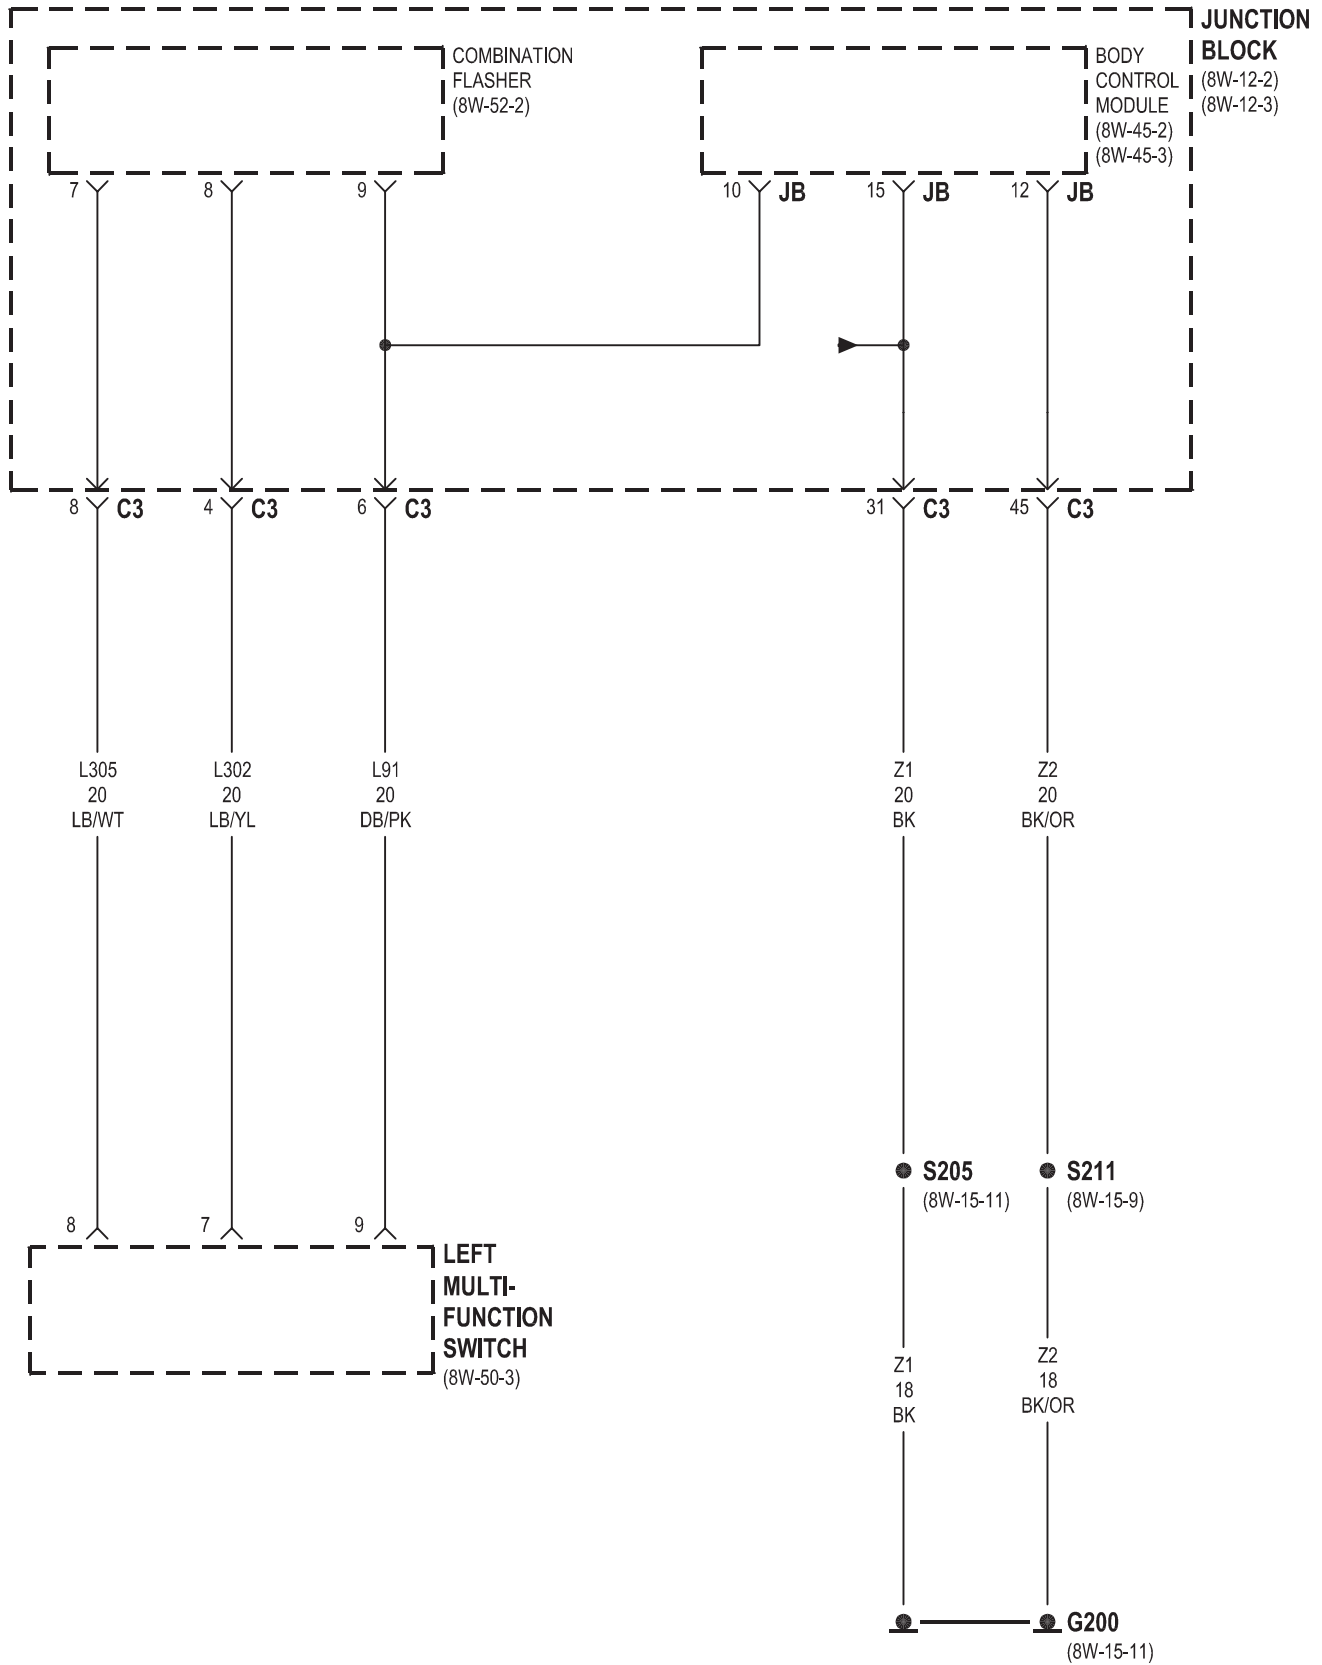 JUNCTION
BLOCK
(8W-12-2)
(8W-12-3)
COMBINATION
FLASHER
(8W-52-2)
BODY
CONTROL
MODULE
(8W-45-2)
(8W-45-3)
7
8
9
10 JB
15 JB
12 JB
8 C3
4 C3
6 C3
31 C3
45 C3
L305
20
LB/WT
L302
20
LB/YL
L91
20
DB/PK
Z1
20
BK
Z2
20
BK/OR
S205
(8W-15-11)
S211
(8W-15-9)
8
7
9
LEFT
MULTI-
FUNCTION
SWITCH
(8W-50-3)
Z1
18
BK
Z2
18
BK/OR
G200
(8W-15-11)